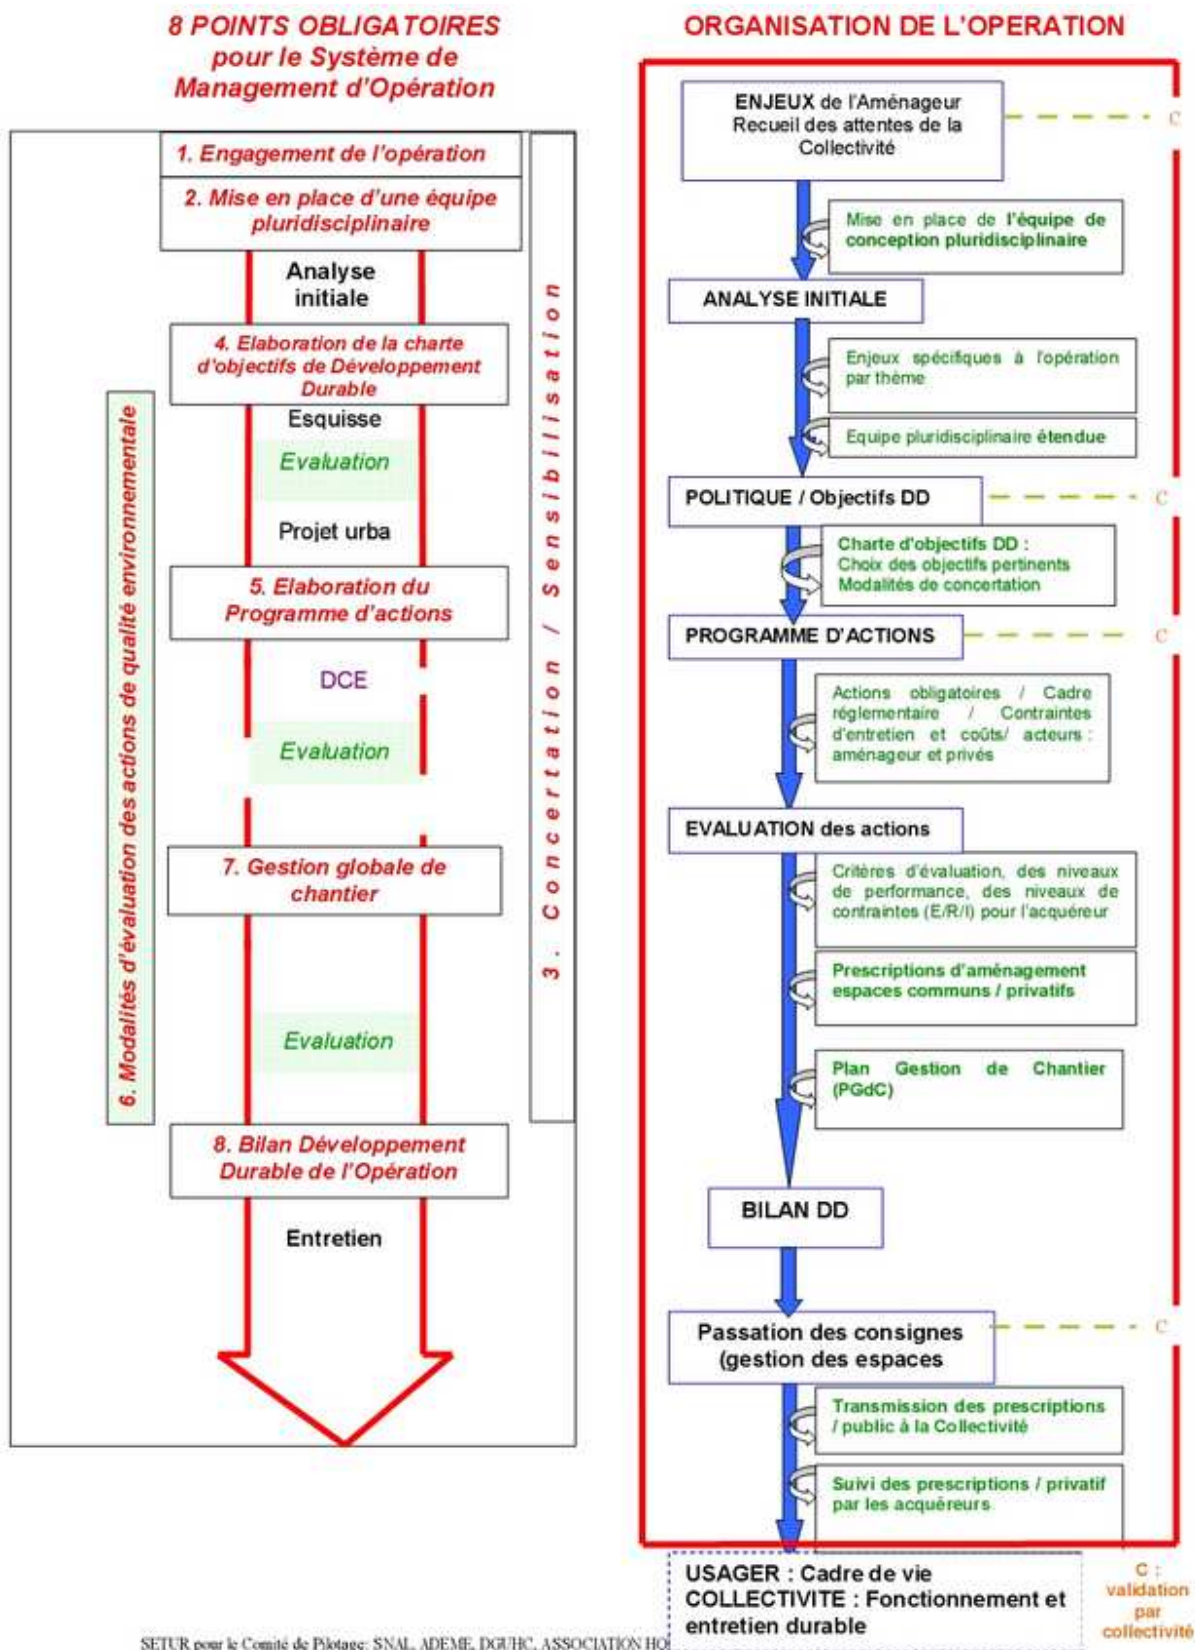 8 POINTS OBLIGATOIRES
pour le Système de
Management d'Opération
1. Engagement de l'opération
2. Mise en place d'une équipe
pluridisciplinaire
Analyse
initiale
4. Elaboration de la charte
d'objectifs de Développement
Durable
Esquisse
Evaluation
Projet urba
5. Elaboration du
Programme d'actions
DCE
Evaluation
7. Gestion globale de
chantier
Evaluation
8. Bilan Développement
Durable de l'Opération
Entretien
6. Modalités d'évaluation des actions de qualité environnementale
3. Concertation / Sensibilisation
ORGANISATION DE L'OPERATION
ENJEUX de l'Aménageur
Recueil des attentes de la
Collectivité
C
Mise en place de l'équipe de
conception pluridisciplinaire
ANALYSE INITIALE
Enjeux spécifiques à l'opération
par thème
Equipe pluridisciplinaire étendue
POLITIQUE / Objectifs DD
C
Charte d'objectifs DD :
Choix des objectifs pertinents
Modalités de concertation
PROGRAMME D'ACTIONS
C
Actions obligatoires / Cadre
réglementaire / Contraintes
d'entretien et coûts/ acteurs :
aménageur et privés
EVALUATION des actions
Critères d'évaluation, des niveaux
de performance, des niveaux de
contraintes (E/R/I) pour l'acquéreur
Prescriptions d'aménagement
espaces communs / privatifs
Plan Gestion de Chantier
(PGdC)
BILAN DD
Passation des consignes
(gestion des espaces
C
Transmission des prescriptions
/ public à la Collectivité
Suivi des prescriptions / privatif
par les acquéreurs
USAGER : Cadre de vie
COLLECTIVITE : Fonctionnement et
entretien durable
C :
validation
par
collectivité
SETUR pour le Comité de Pilotage: SNAL, ADEME, DGUHC, ASSOCIATION HQ